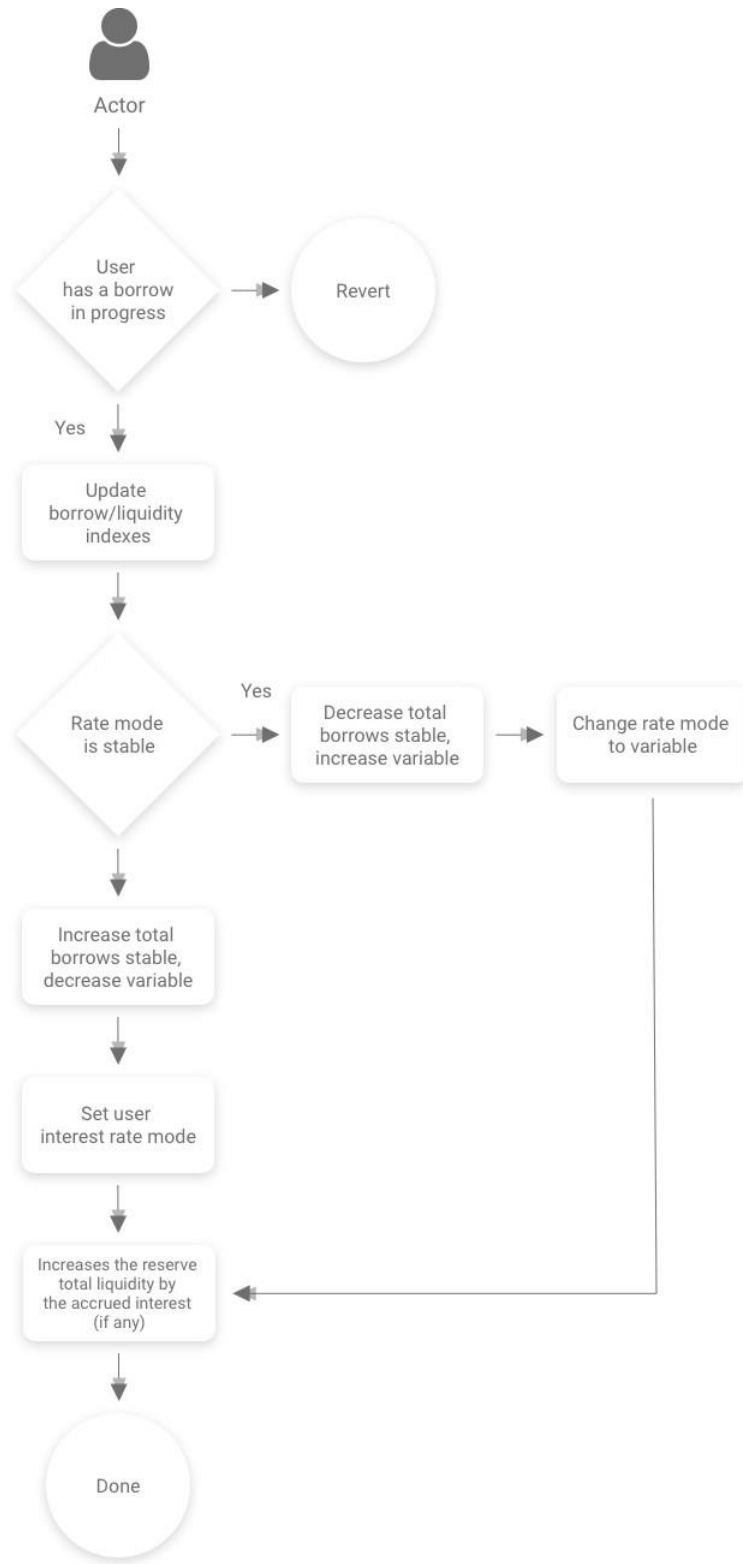 Actor
User
has a borrow
in progress
Revert
Yes
Update
borrow/liquidity
indexes
Rate mode
is stable
Yes
Decrease total
borrows stable,
increase variable
Change rate mode
to variable
Increase total
borrows stable,
decrease variable
Set user
interest rate mode
Increases the reserve
total liquidity by
the accrued interest
(if any)
Done